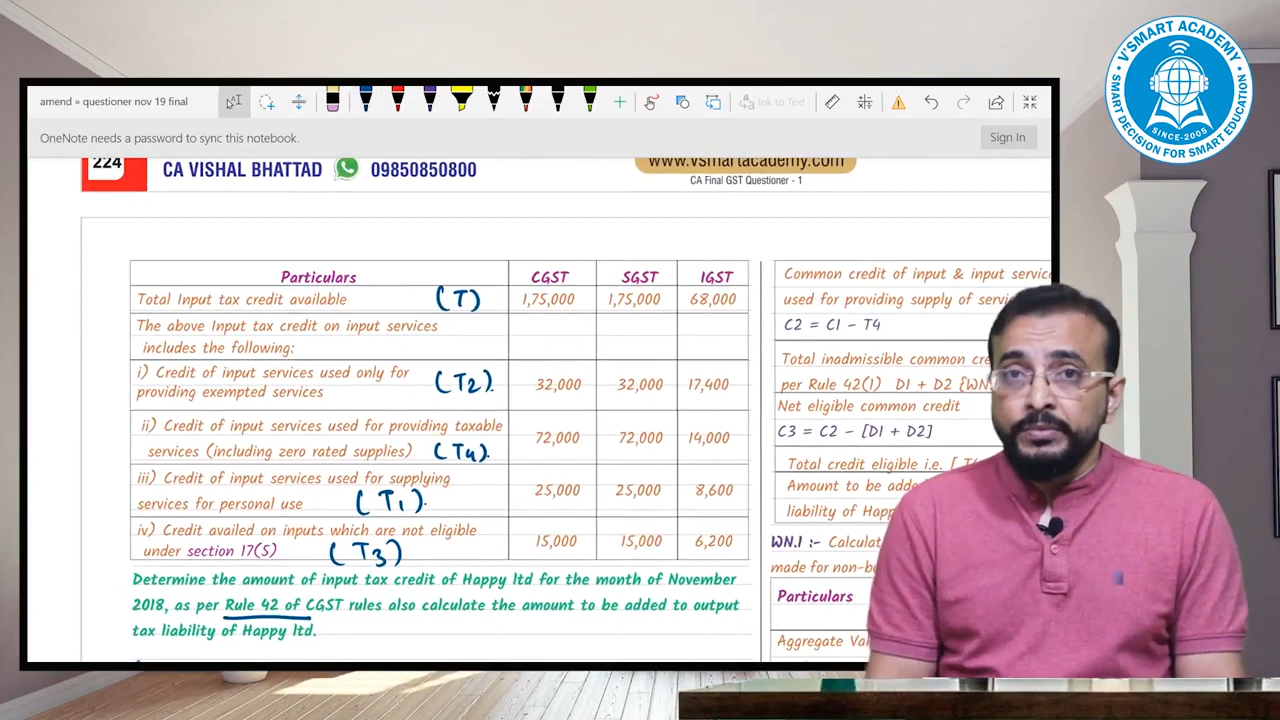 V'SMART ACADEMY
SMART DECISION FOR SMART EDUCATION
SINCE-2005
amend » questioner nov 19 final
Ink to Text
OneNote needs a password to sync this notebook.
Sign In
224
CA VISHAL BHATTAD 09850850800
www.vsmartacademy.com
CA Final GST Questioner - 1
Particulars CGST SGST IGST
Total Input tax credit available (T) 1,75,000 1,75,000 68,000
The above Input tax credit on input services
includes the following:
i) Credit of input services used only for
providing exempted services (T2). 32,000 32,000 17,400
ii) Credit of input services used for providing taxable
services (including zero rated supplies) (T4). 72,000 72,000 14,000
iii) Credit of input services used for supplying
services for personal use (T1). 25,000 25,000 8,600
iv) Credit availed on inputs which are not eligible
under section 17(5) (T3) 15,000 15,000 6,200
Determine the amount of input tax credit of Happy ltd for the month of November
2018, as per Rule 42 of CGST rules also calculate the amount to be added to output
tax liability of Happy ltd.
Common credit of input & input servic
used for providing supply of servi
C2 = C1 - T4
Total inadmissible common cre
per Rule 42(1) D1 + D2 {WN.
Net eligible common credit
C3 = C2 - [D1 + D2]
Total credit eligible i.e. [
Amount to be adde
liability of Happ
WN.1 :- Calculat
made for non-bu
Particulars
Aggregate Val